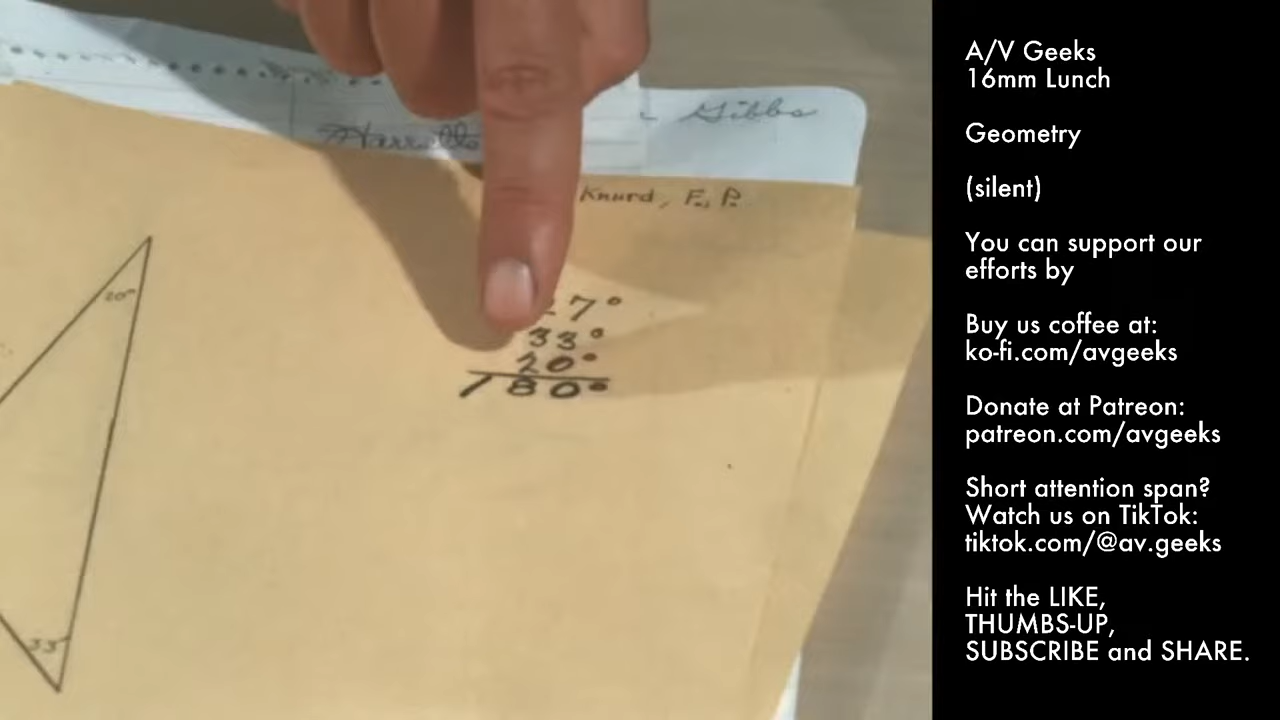 Gibbs
Knurd, F. P.
20°
27°
33°
20°
180°
33°
A/V Geeks
16mm Lunch
Geometry
(silent)
You can support our
efforts by
Buy us coffee at:
ko-fi.com/avgeeks
Donate at Patreon:
patreon.com/avgeeks
Short attention span?
Watch us on TikTok:
tiktok.com/@av.geeks
Hit the LIKE,
THUMBS-UP,
SUBSCRIBE and SHARE.